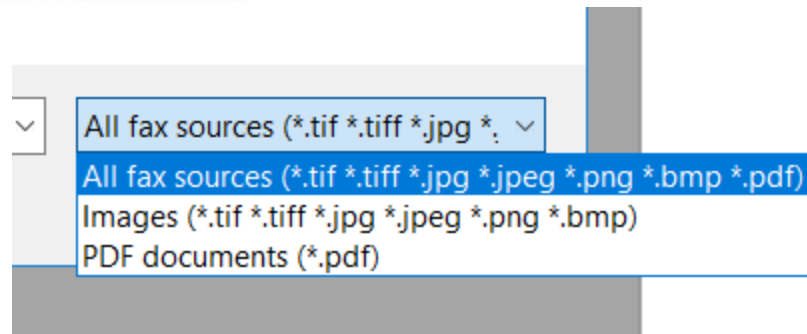 All fax sources (*.tif *.tiff *.jpg *.
All fax sources (*.tif *.tiff *.jpg *.jpeg *.png *.bmp *.pdf)
Images (*.tif *.tiff *.jpg *.jpeg *.png *.bmp)
PDF documents (*.pdf)